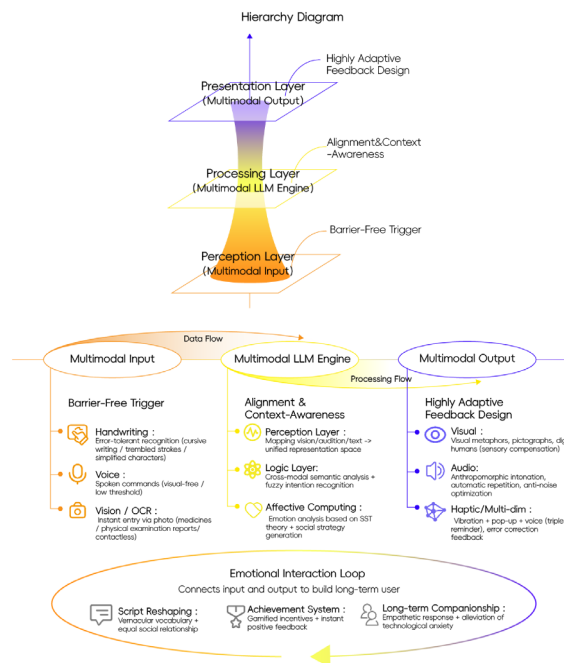 Hierarchy Diagram
Highly Adaptive
Feedback Design
Presentation Layer
(Multimodal Output)
Alignment&Context
-Awareness
Processing Layer
(Multimodal LLM Engine)
Barrier-Free Trigger
Perception Layer
(Multimodal Input)
Data Flow
Multimodal Input
Multimodal LLM Engine
Multimodal Output
Processing Flow
Barrier-Free Trigger
Handwriting :
Error-tolerant recognition (cursive
writing / trembled strokes /
simplified characters)
Voice :
Spoken commands (visual-free /
low threshold)
Vision / OCR :
Instant entry via photo (medicines
/ physical examination reports/
contactless)
Alignment &
Context-Awareness
Perception Layer :
Mapping vision/audition/text ->
unified representation space
Logic Layer:
Cross-modal semantic analysis +
fuzzy intention recognition
Affective Computing :
Emotion analysis based on SST
theory + social strategy
generation
Highly Adaptive
Feedback Design
Visual :
Visual metaphors, pictographs,
humans (sensory compensation)
Audio:
Anthropomorphic intonation,
automatic repetition, anti-noise
optimization
Haptic/Multi-dim :
Vibration + pop-up + voice (triple
reminder), error correction
feedback
Emotional Interaction Loop
Connects input and output to build long-term user
Script Reshaping :
Vernacular vocabulary +
equal social relationship
Achievement System :
Gamified incentives + instant
positive feedback
Long-term Companionship :
Empathetic response + alleviation of
technological anxiety